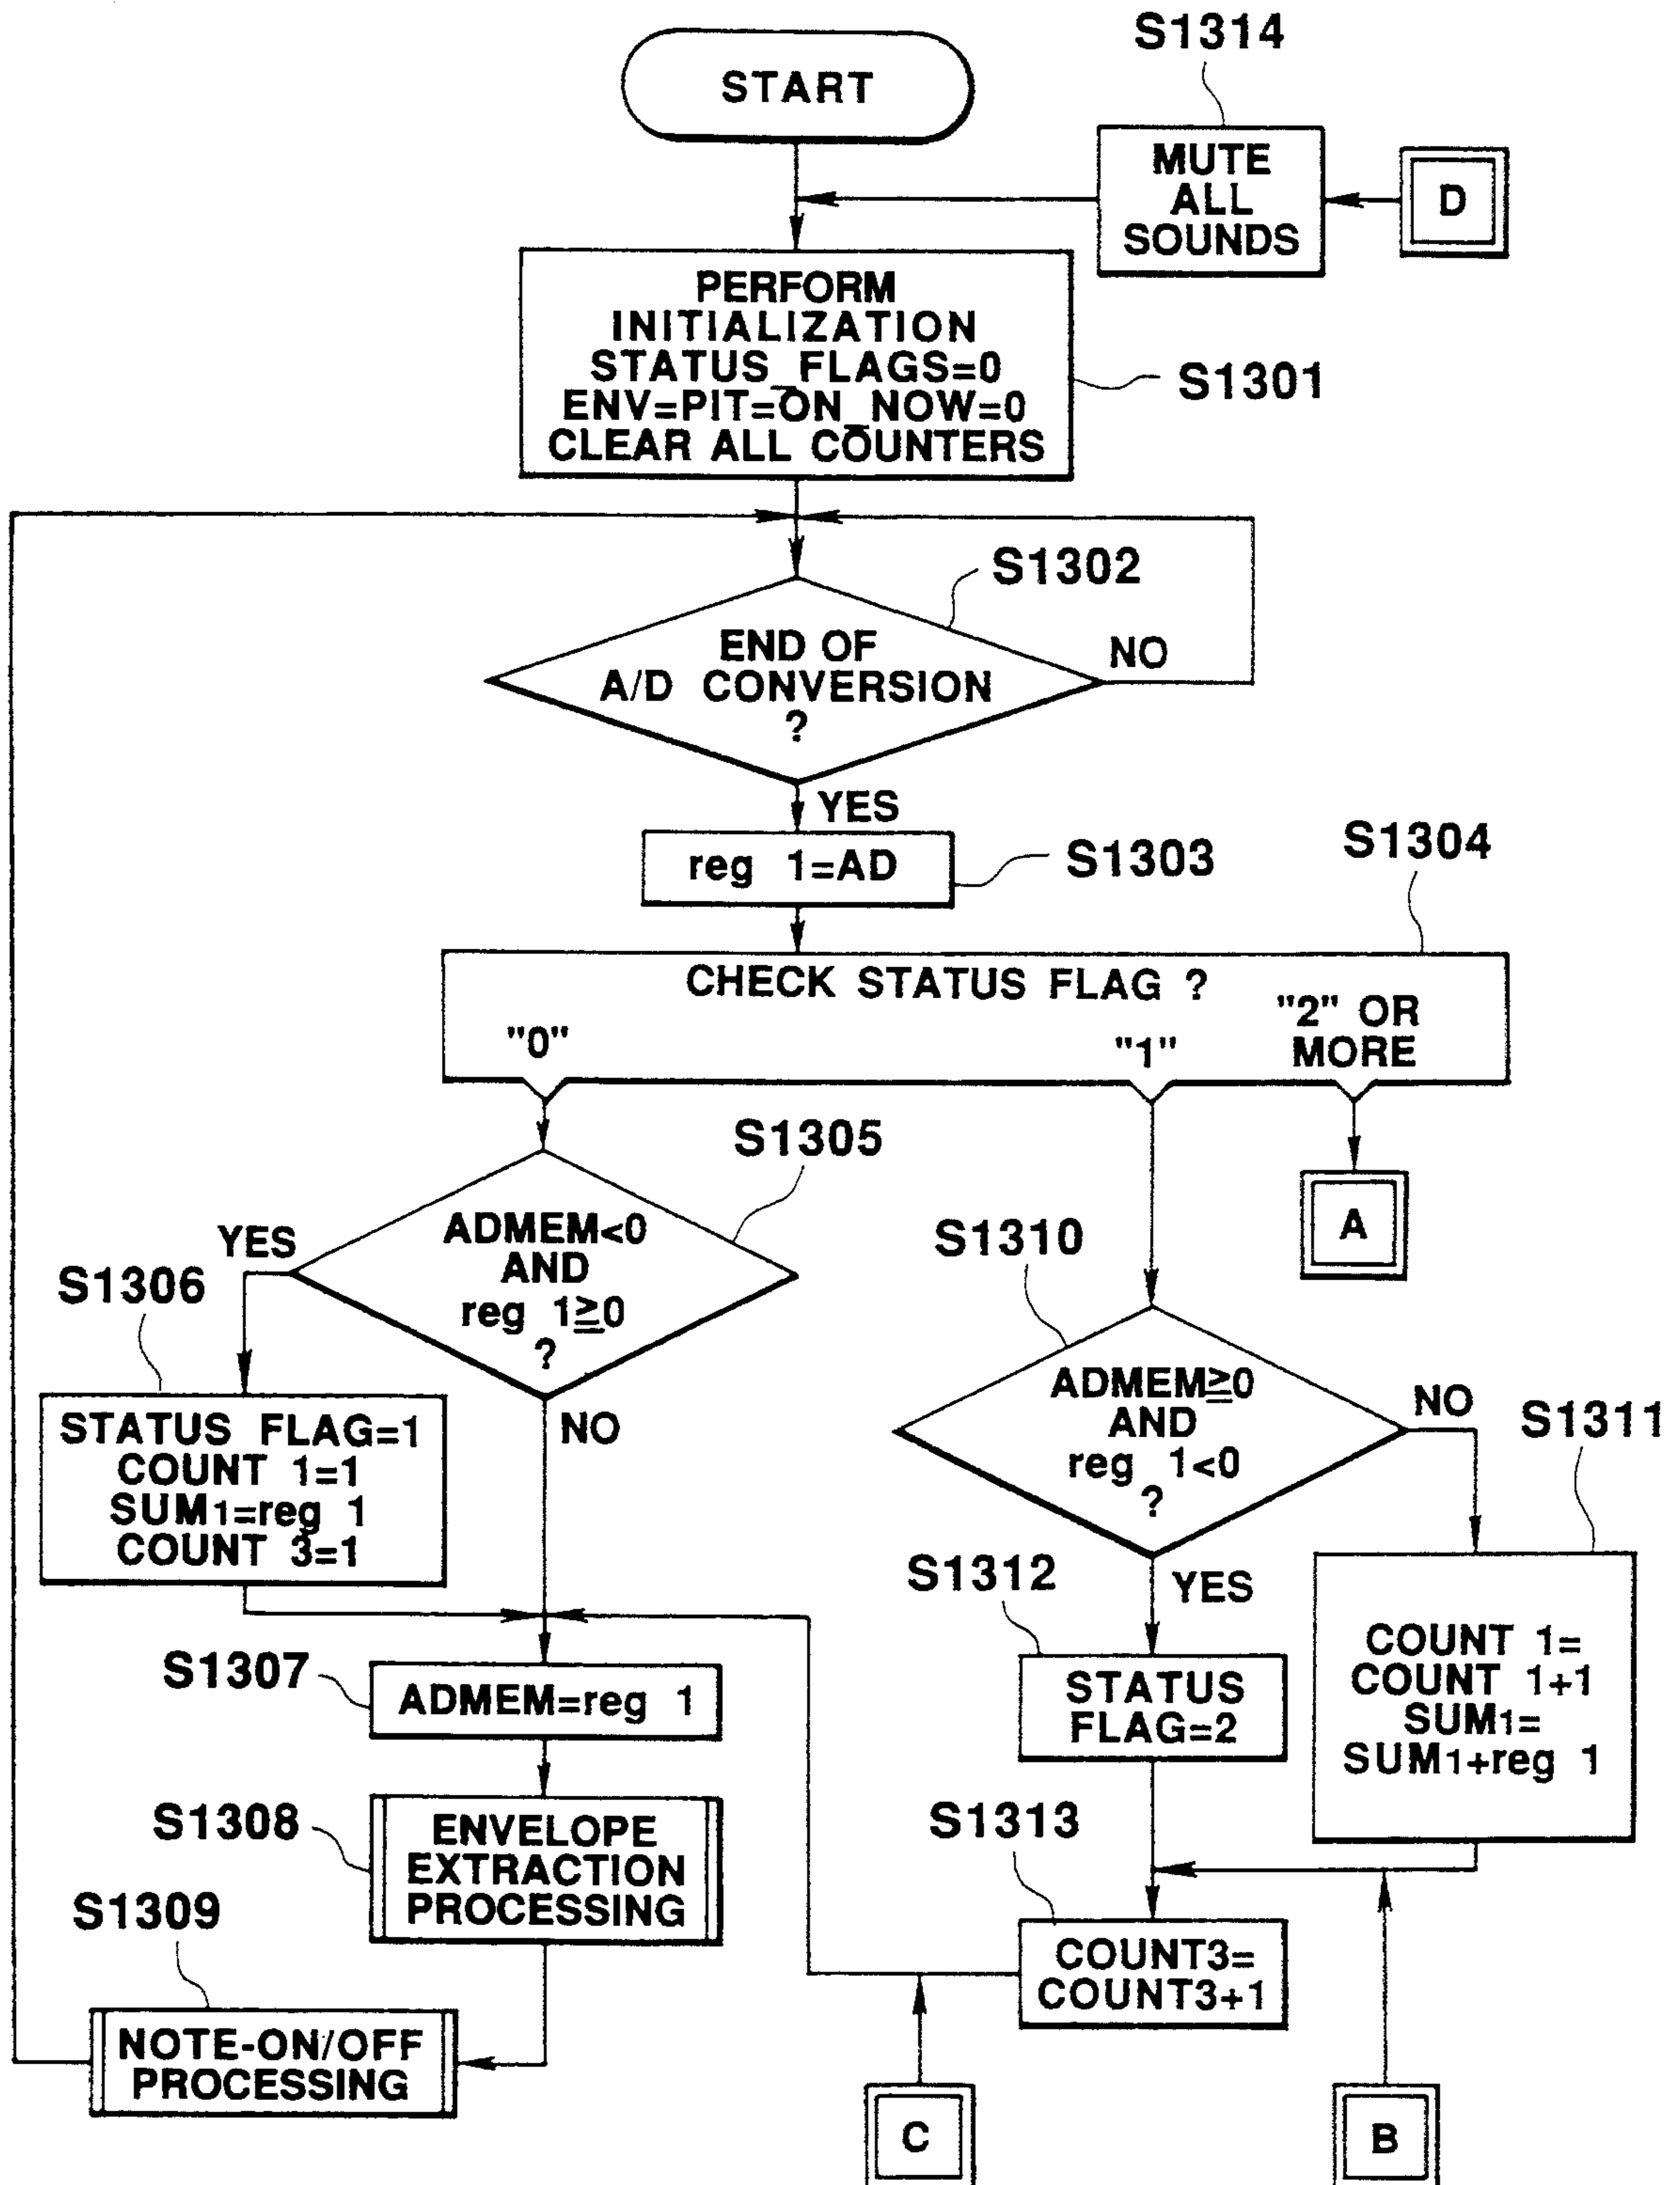 S1314
START
MUTE
ALL
SOUNDS
D
PERFORM
INITIALIZATION
STATUS_FLAGS=0
ENV=PIT=ON_NOW=0
CLEAR ALL COUNTERS
S1301
S1302
END OF
A/D CONVERSION
?
NO
YES
reg 1=AD
S1303
S1304
CHECK STATUS FLAG ?
"0"
"1"
"2" OR
MORE
S1305
A
YES
ADMEM<0
AND
reg 1≧0
?
NO
S1306
STATUS FLAG=1
COUNT 1=1
SUM1=reg 1
COUNT 3=1
S1310
ADMEM≧0
AND
reg 1<0
?
NO
YES
S1311
COUNT 1=
COUNT 1+1
SUM1=
SUM1+reg 1
S1312
STATUS
FLAG=2
S1307
ADMEM=reg 1
S1308
ENVELOPE
EXTRACTION
PROCESSING
S1313
COUNT3=
COUNT3+1
S1309
NOTE-ON/OFF
PROCESSING
C
B